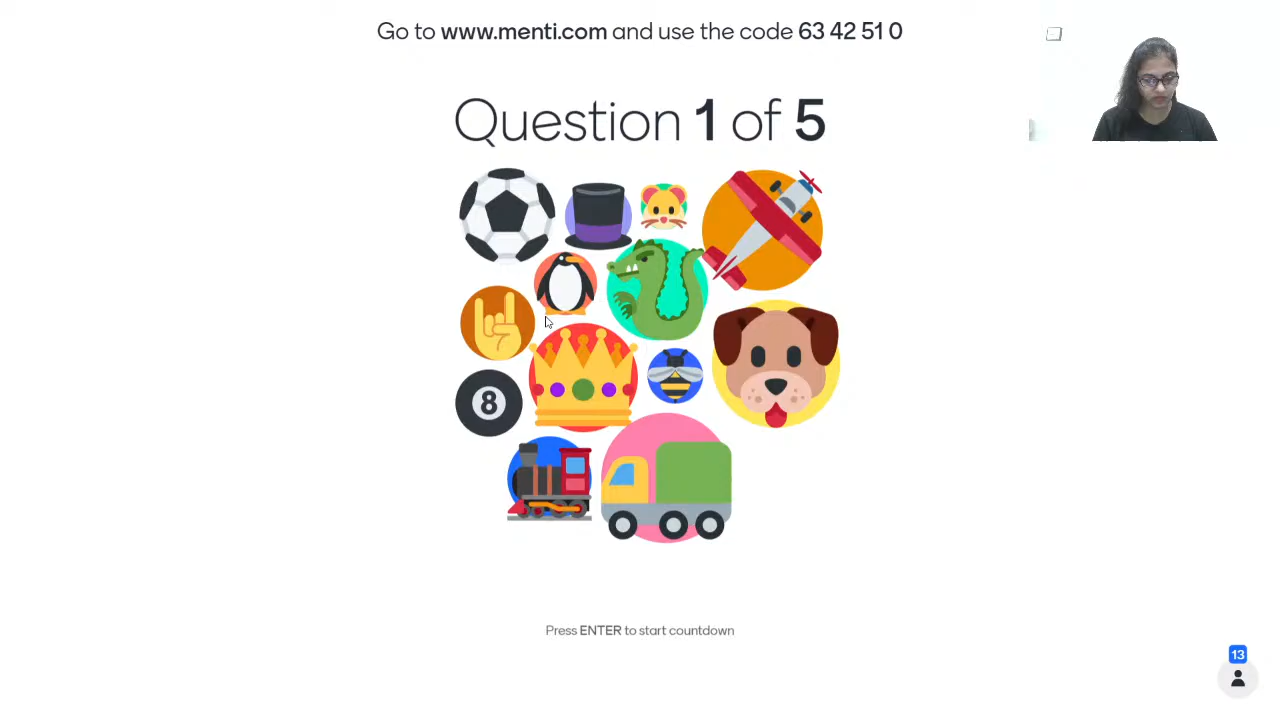 Go to www.menti.com and use the code 63 42 51 0
Question 1 of 5
8
Press ENTER to start countdown
13